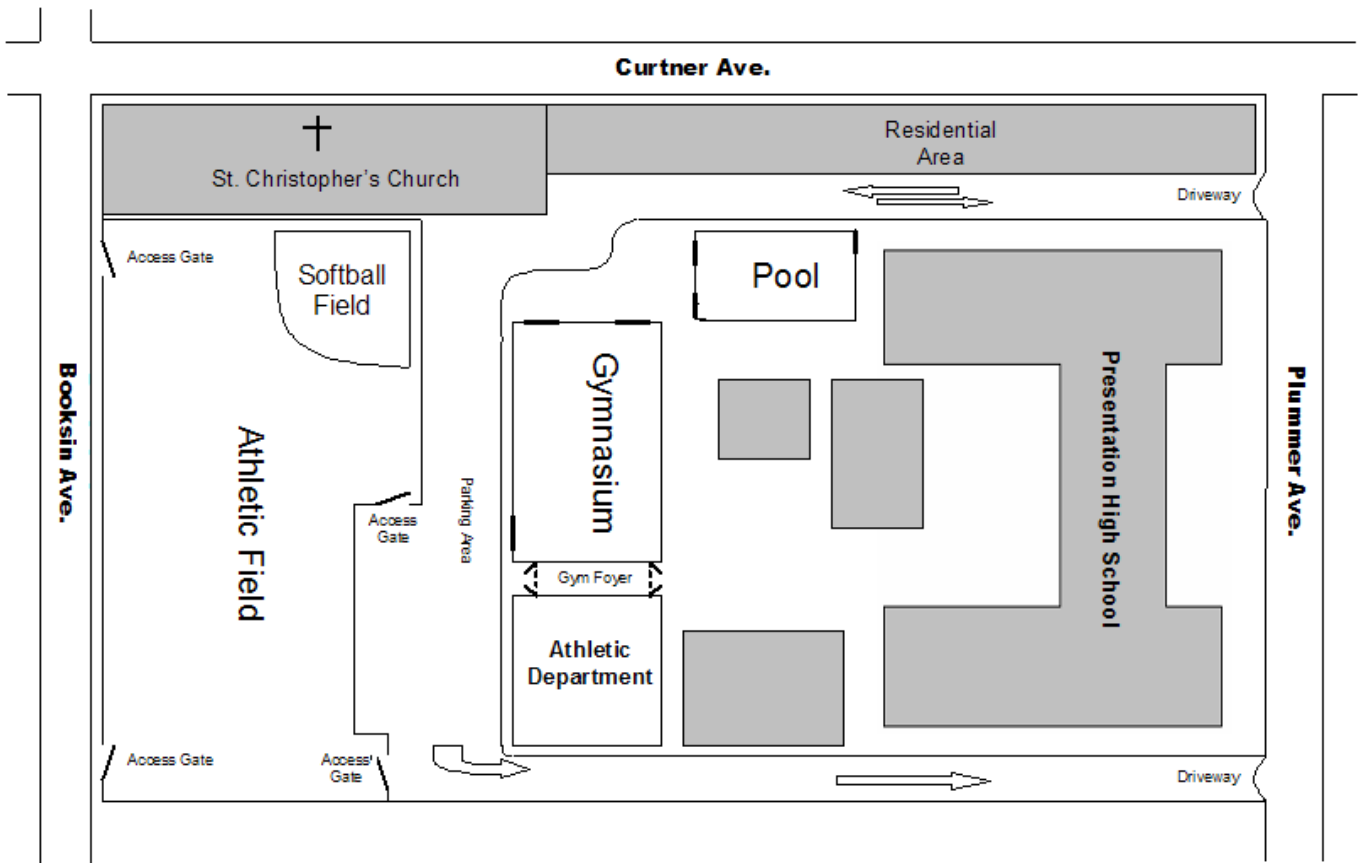 Curtner Ave.
Residential
Area
St. Christopher's Church
Driveway
Access Gate
Softball
Field
Pool
Booksin Ave.
Athletic Field
Access
Gate
Parking Area
Gymnasium
Gym Foyer
Athletic
Department
Presentation High School
Plummer Ave.
Access Gate
Access'
Gate
Driveway